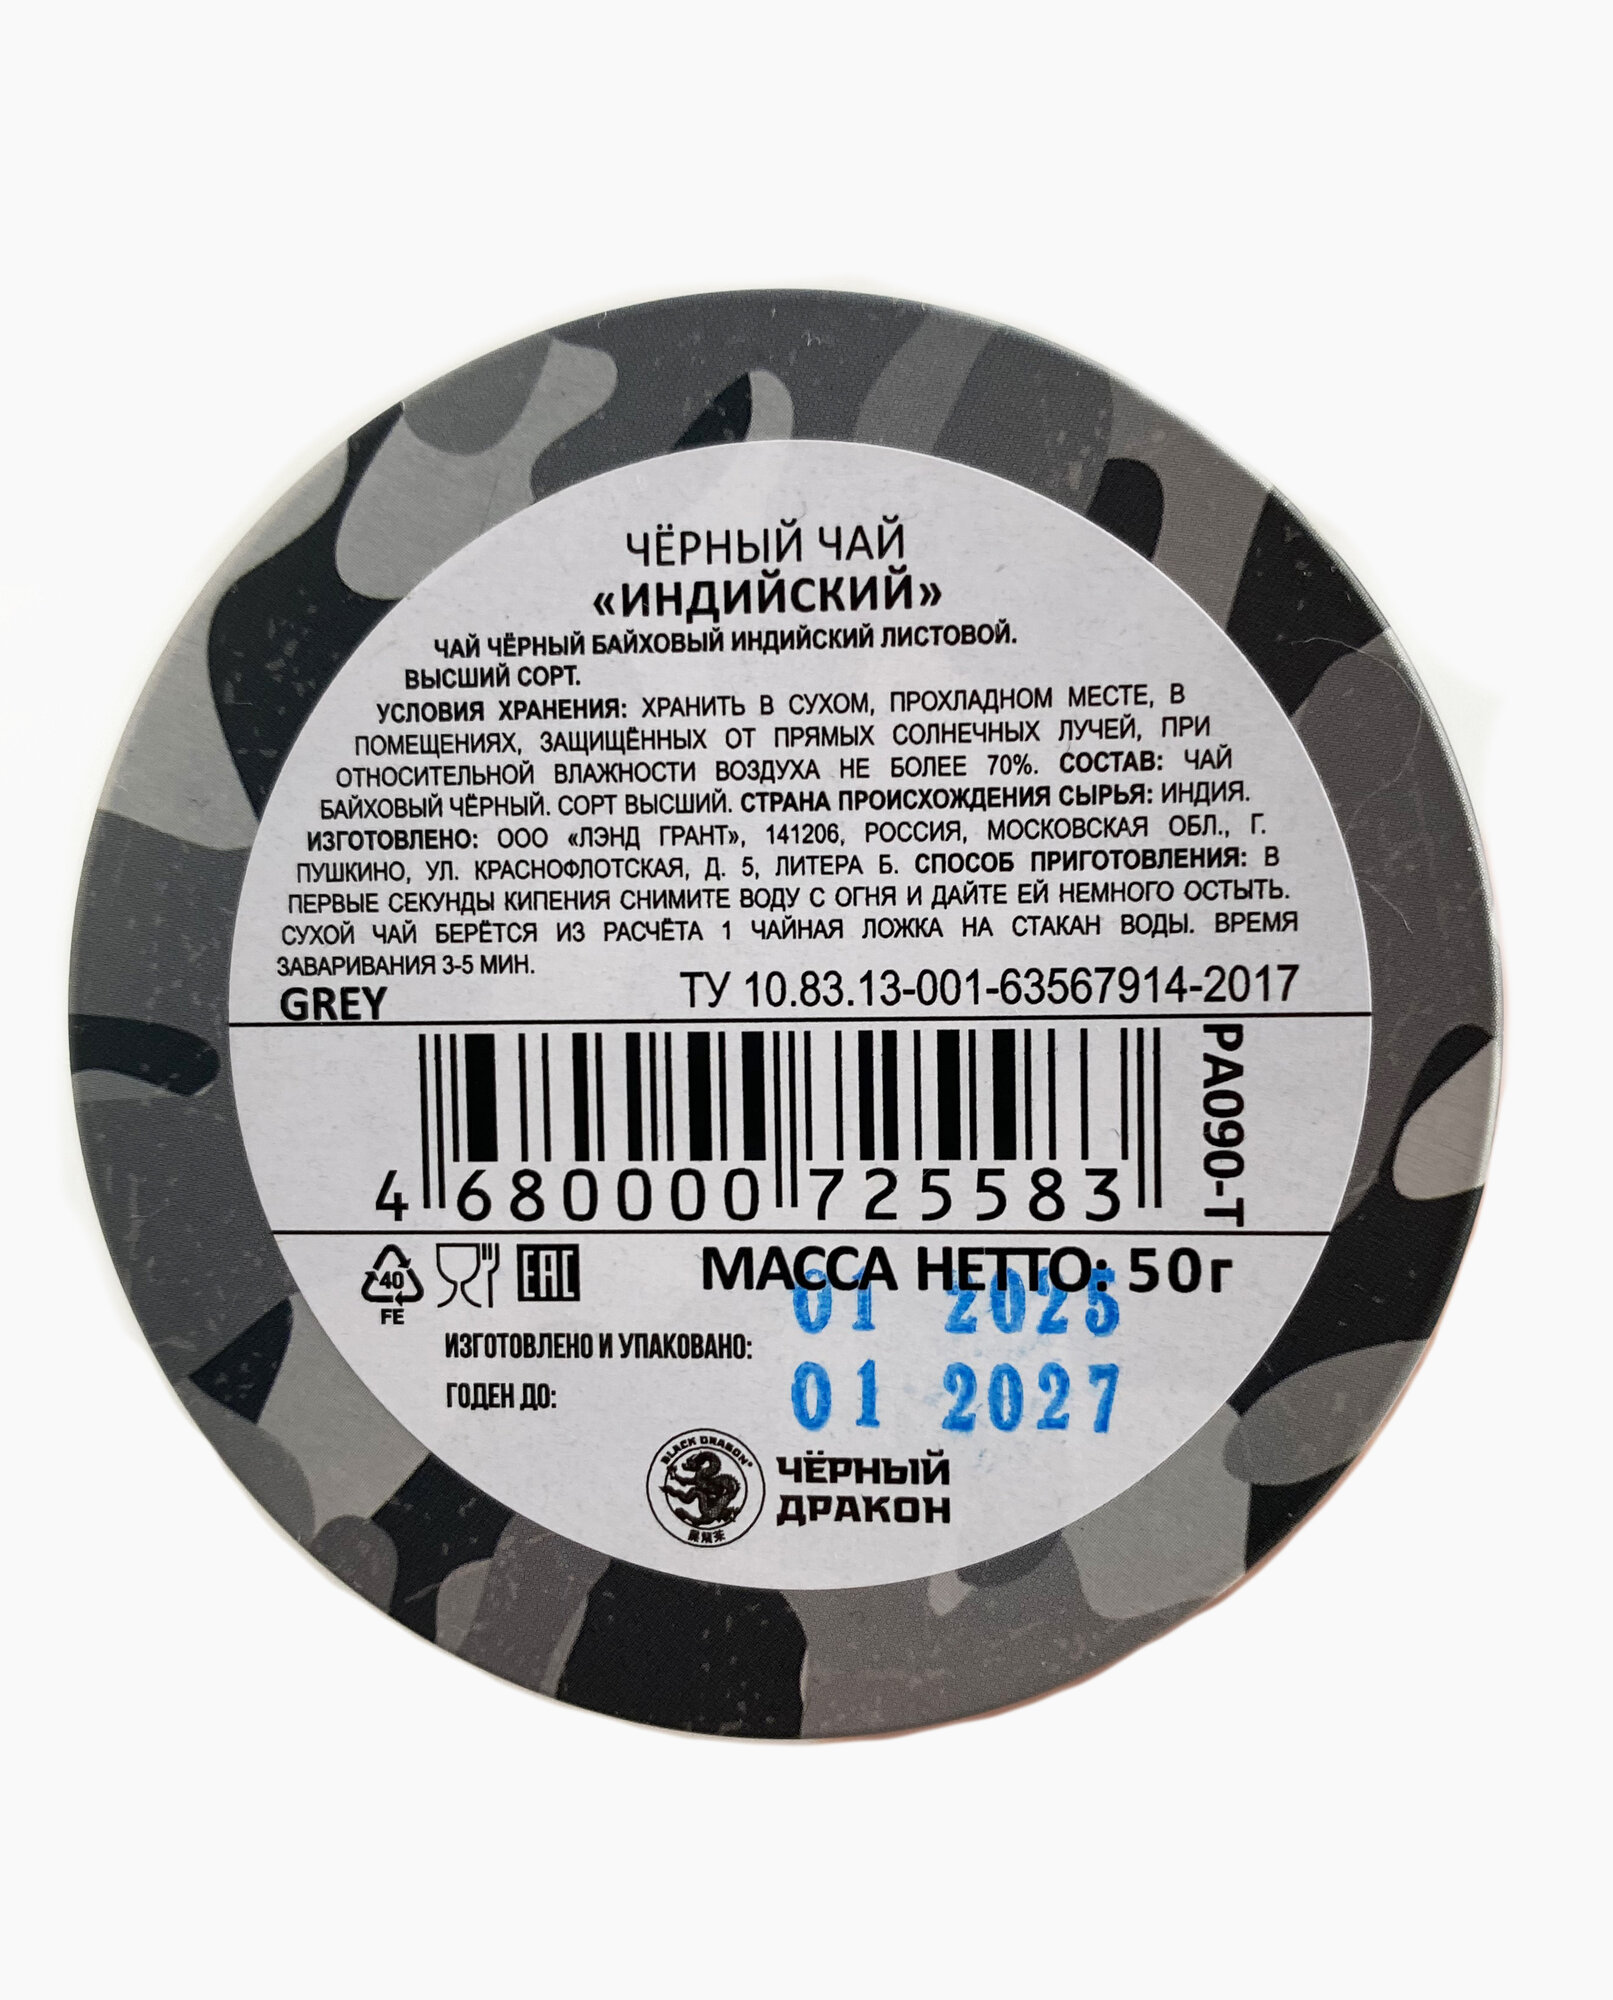 ЧЁРНЫЙ ЧАЙ
«ИНДИЙСКИЙ»
ЧАЙ ЧЁРНЫЙ БАЙХОВЫЙ ИНДИЙСКИЙ ЛИСТОВОЙ.
ВЫСШИЙ СОРТ.
УСЛОВИЯ ХРАНЕНИЯ: ХРАНИТЬ В СУХОМ, ПРОХЛАДНОМ МЕСТЕ, В
ПОМЕЩЕНИЯХ, ЗАЩИЩЁННЫХ ОТ ПРЯМЫХ СОЛНЕЧНЫХ ЛУЧЕЙ, ПРИ
ОТНОСИТЕЛЬНОЙ ВЛАЖНОСТИ ВОЗДУХА НЕ БОЛЕЕ 70%. СОСТАВ: ЧАЙ
БАЙХОВЫЙ ЧЁРНЫЙ. СОРТ ВЫСШИЙ. СТРАНА ПРОИСХОЖДЕНИЯ СЫРЬЯ: ИНДИЯ.
ИЗГОТОВЛЕНО: ООО «ЛЭНД ГРАНТ», 141206, РОССИЯ, МОСКОВСКАЯ ОБЛ., Г.
ПУШКИНО, УЛ. КРАСНОФЛОТСКАЯ, Д. 5, ЛИТЕРА Б. СПОСОБ ПРИГОТОВЛЕНИЯ: В
ПЕРВЫЕ СЕКУНДЫ КИПЕНИЯ СНИМИТЕ ВОДУ С ОГНЯ И ДАЙТЕ ЕЙ НЕМНОГО ОСТЫТЬ.
СУХОЙ ЧАЙ БЕРЁТСЯ ИЗ РАСЧЁТА 1 ЧАЙНАЯ ЛОЖКА НА СТАКАН ВОДЫ. ВРЕМЯ
ЗАВАРИВАНИЯ 3-5 МИН.
GREY ТУ 10.83.13-001-63567914-2017
PA090-T
4 680000 725583
40
FE
EAC
МАССА НЕТТО: 50г
ИЗГОТОВЛЕНО И УПАКОВАНО: 01 2025
ГОДЕН ДО: 01 2027
BLACK DRAGON®
ЧЁРНЫЙ
ДРАКОН